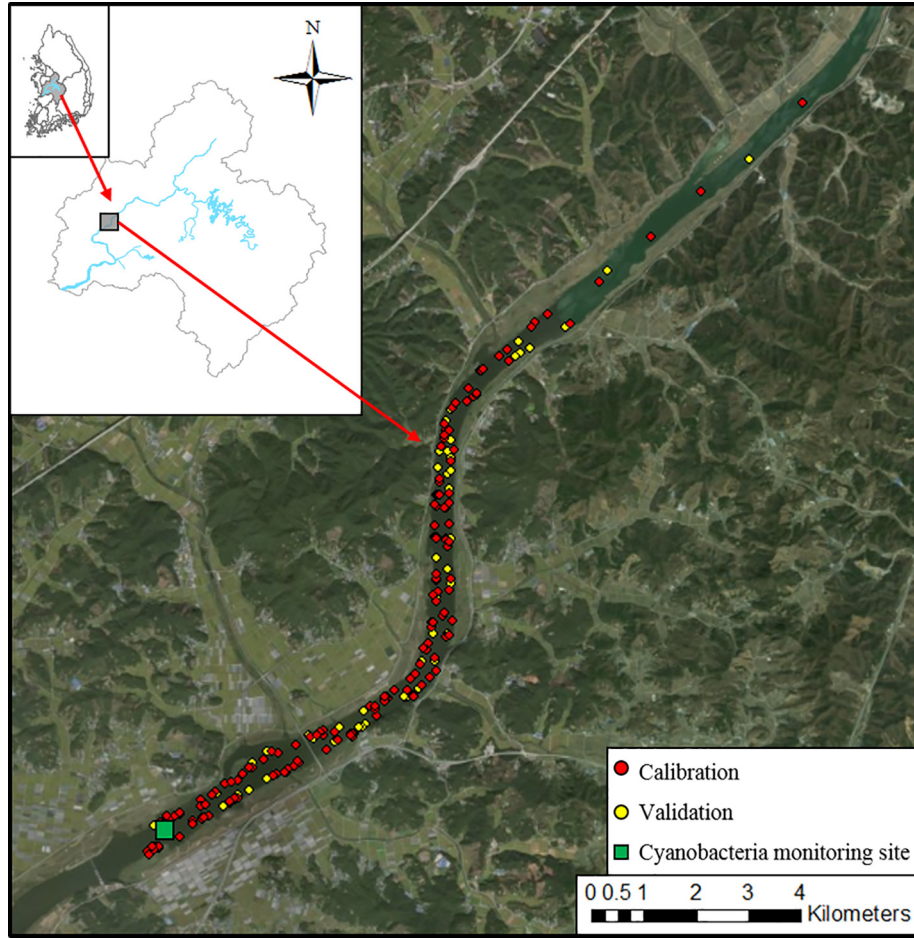 N
Calibration
Validation
Cyanobacteria monitoring site
0 0.5 1 2 3 4
Kilometers